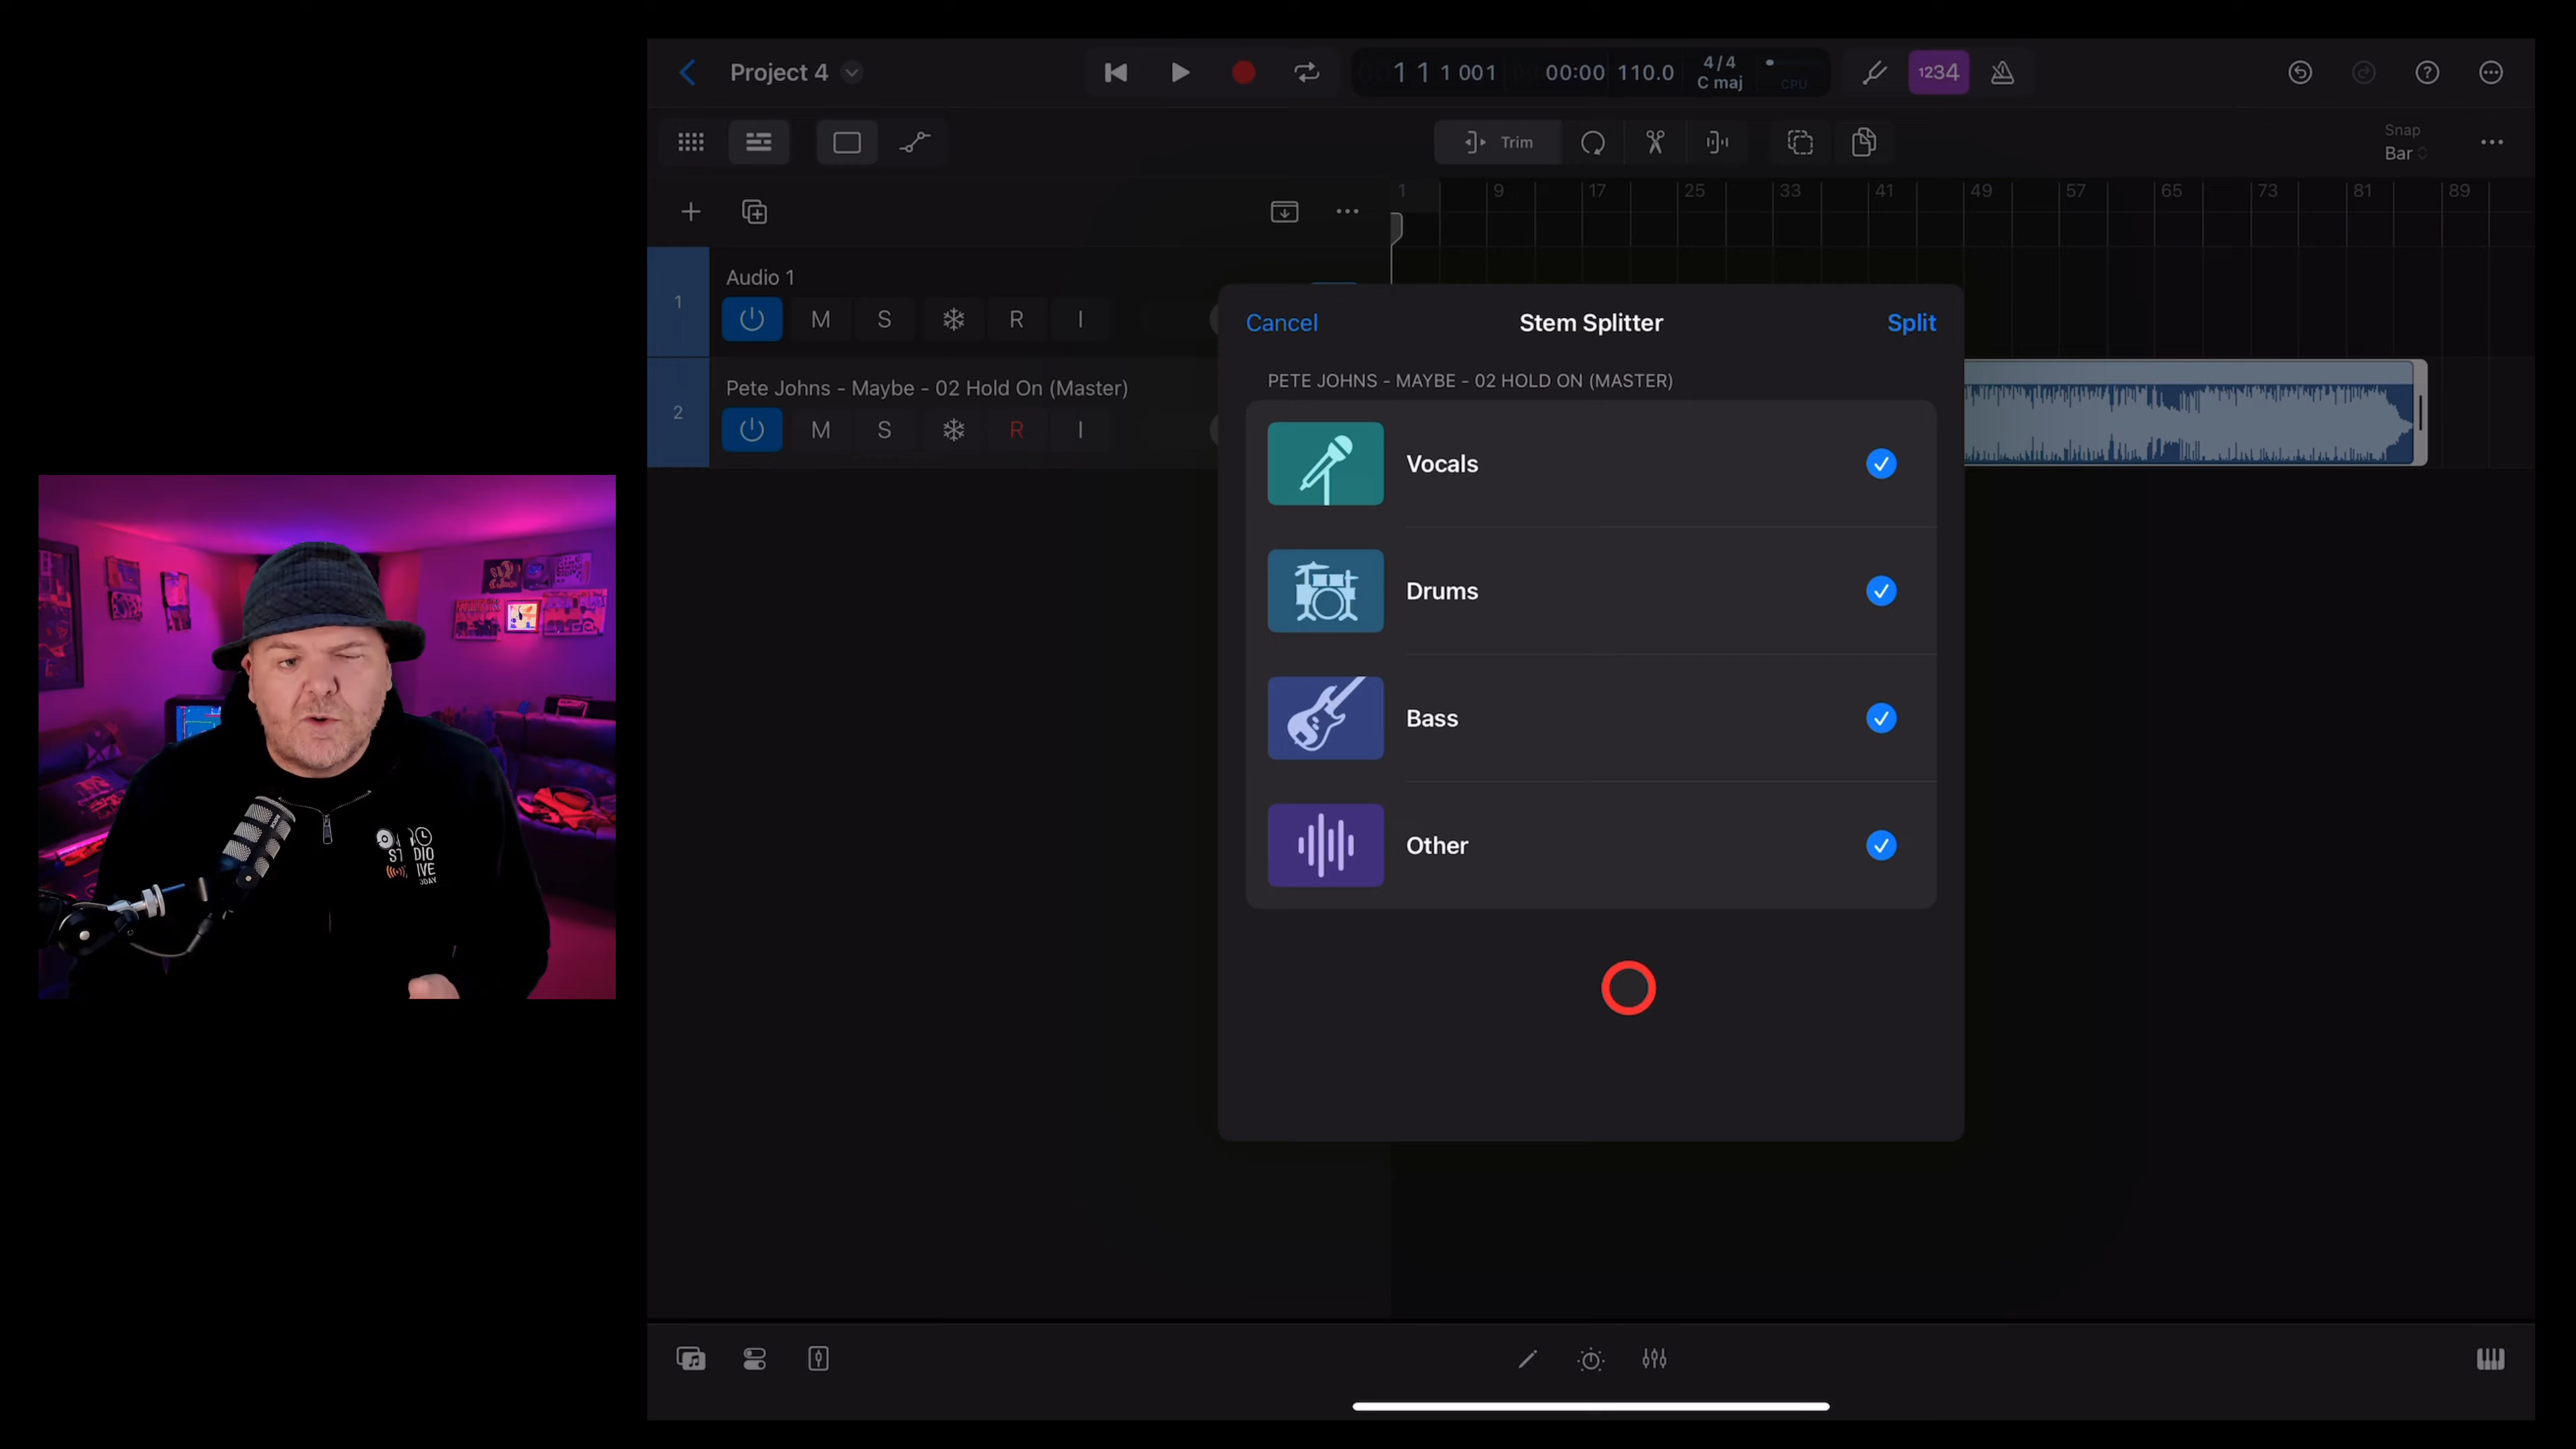 Project 4
1 1 1 001
00:00
110.0
4/4
C maj
CPU
1234
Trim
Snap
Bar
1 9 17 25 33 41 49 57 65 73 81 89
1
Audio 1
M S R I
2
Pete Johns - Maybe - 02 Hold On (Master)
M S R I
Cancel
Stem Splitter
Split
PETE JOHNS - MAYBE - 02 HOLD ON (MASTER)
Vocals
Drums
Bass
Other